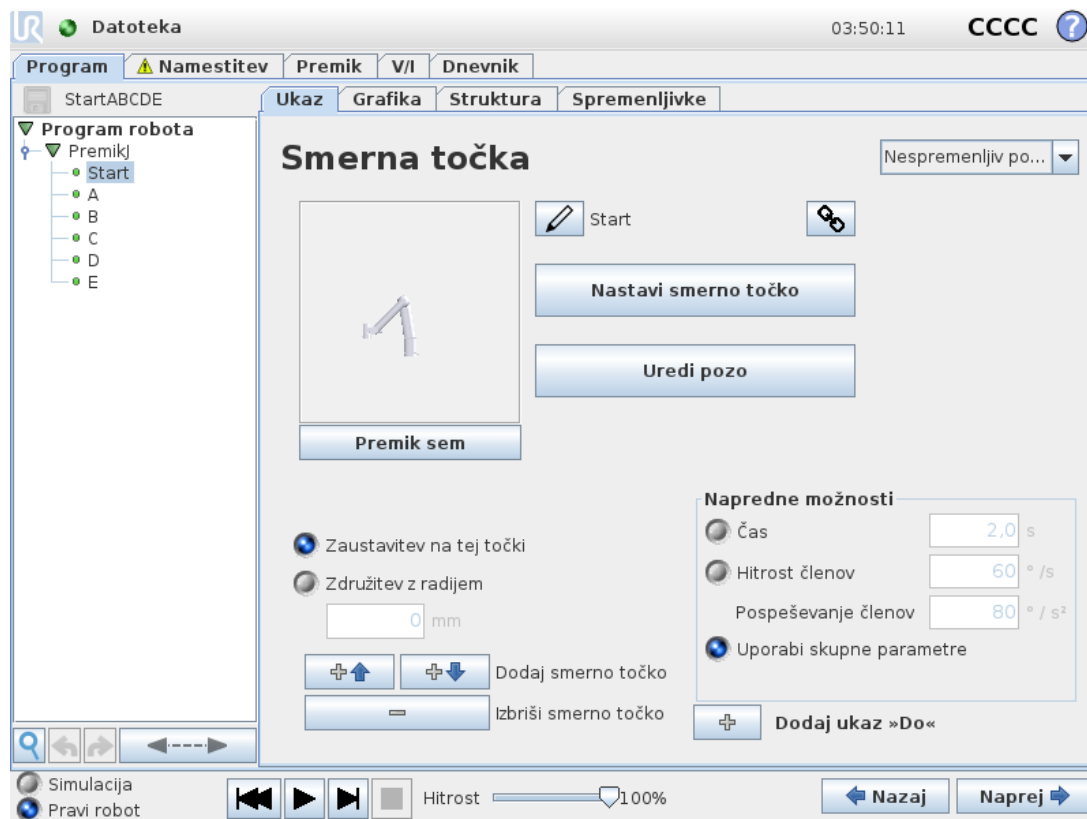 UR Datoteka 03:50:11 CCCC ?
Program Namestitev Premik V/I Dnevnik
StartABCDE Ukaz Grafika Struktura Spremenljivke
Program robota
PremikJ
Start
A
B
C
D
E
Smerna točka
Nespremenljiv po...
Start
Nastavi smerno točko
Uredi pozo
Premik sem
Zaustavitev na tej točki
Združitev z radijem
0 mm
Dodaj smerno točko
Izbriši smerno točko
Napredne možnosti
Čas 2,0 s
Hitrost členov 60 ° /s
Pospeševanje členov 80 ° / s²
Uporabi skupne parametre
Dodaj ukaz »Do«
Simulacija
Pravi robot
Hitrost 100%
Nazaj Naprej